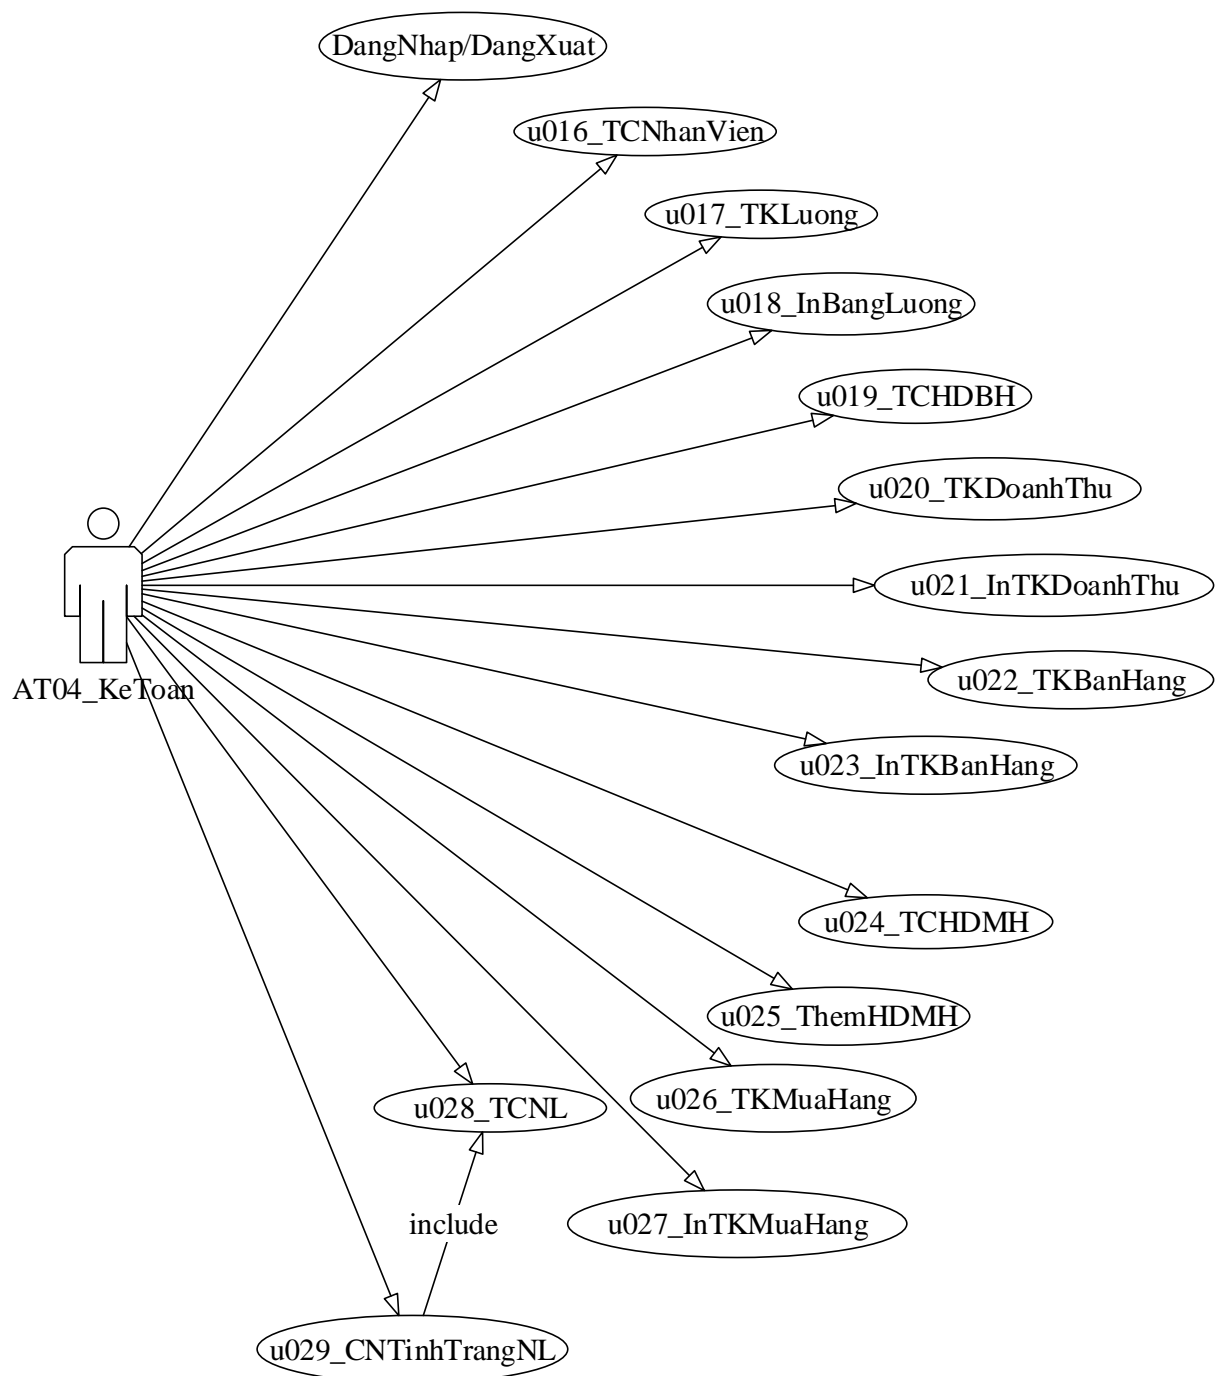 DangNhap/DangXuat
u016_TCNhanVien
u017_TKLuong
u018_InBangLuong
u019_TCHDBH
u020_TKDoanhThu
u021_InTKDoanhThu
u022_TKBanHang
AT04_KeToan
u023_InTKBanHang
u024_TCHDMH
u025_ThemHDMH
u026_TKMuaHang
u028_TCNL
u027_InTKMuaHang
include
u029_CNTinhTrangNL